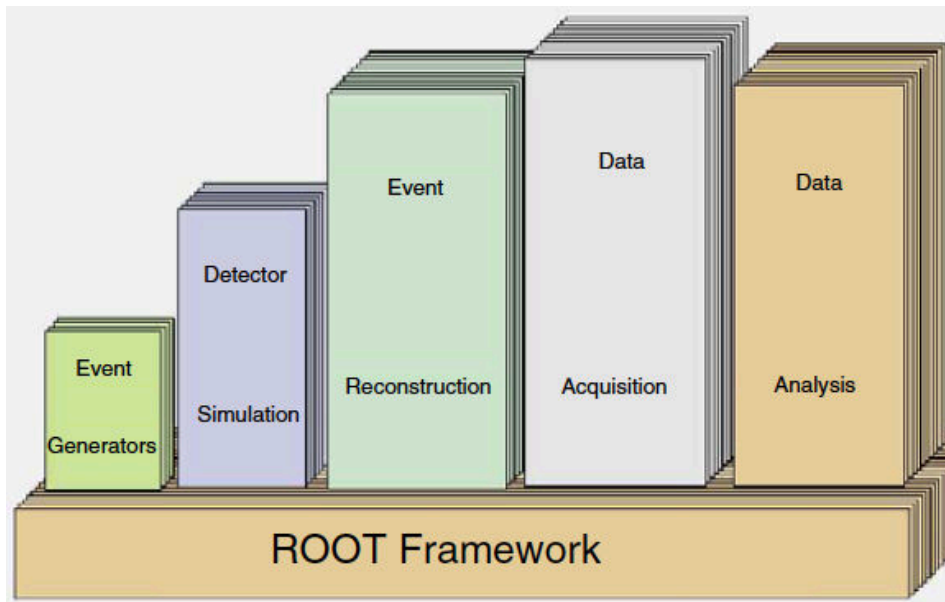 Event
Generators
Detector
Simulation
Event
Reconstruction
Data
Acquisition
Data
Analysis
ROOT Framework